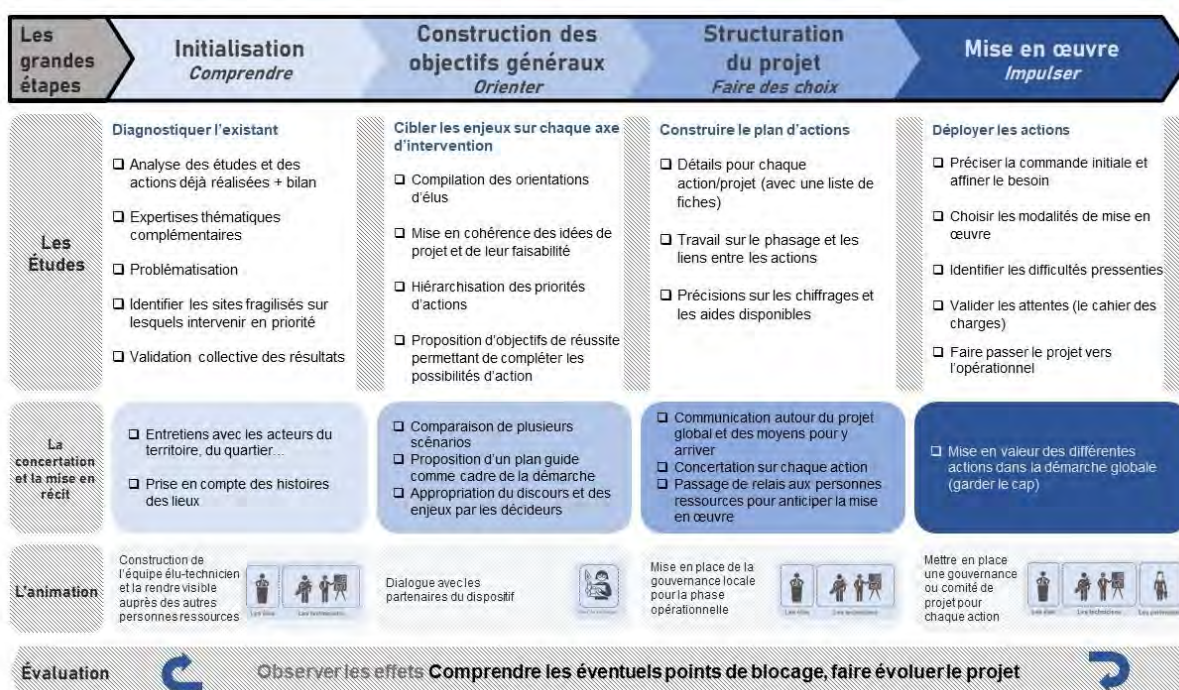 Les
grandes
étapes
Initialisation
Comprendre
Construction des
objectifs généraux
Orienter
Structuration
du projet
Faire des choix
Mise en œuvre
Impulser
Les
Études
Diagnostiquer l'existant
❑ Analyse des études et des
actions déjà réalisées + bilan
❑ Expertises thématiques
complémentaires
❑ Problématisation
❑ Identifier les sites fragilisés sur
lesquels intervenir en priorité
❑ Validation collective des résultats
Cibler les enjeux sur chaque axe
d'intervention
❑ Compilation des orientations
d'élus
❑ Mise en cohérence des idées de
projet et de leur faisabilité
❑ Hiérarchisation des priorités
d'actions
❑ Proposition d'objectifs de réussite
permettant de compléter les
possibilités d'action
Construire le plan d'actions
❑ Détails pour chaque
action/projet (avec une liste de
fiches)
❑ Travail sur le phasage et les
liens entre les actions
❑ Précisions sur les chiffrages et
les aides disponibles
Déployer les actions
❑ Préciser la commande initiale et
affiner le besoin
❑ Choisir les modalités de mise en
œuvre
❑ Identifier les difficultés pressenties
❑ Valider les attentes (le cahier des
charges)
❑ Faire passer le projet vers
l'opérationnel
La
concertation
et la mise en
récit
❑ Entretiens avec les acteurs du
territoire, du quartier…
❑ Prise en compte des histoires
des lieux
❑ Comparaison de plusieurs
scénarios
❑ Proposition d'un plan guide
comme cadre de la démarche
❑ Appropriation du discours et des
enjeux par les décideurs
❑ Communication autour du projet
global et des moyens pour y
arriver
❑ Concertation sur chaque action
❑ Passage de relais aux personnes
ressources pour anticiper la mise
en œuvre
❑ Mise en valeur des différentes
actions dans la démarche globale
(garder le cap)
L'animation
Construction de
l'équipe élu-technicien
et la rendre visible
auprès des autres
personnes ressources
Les élus
Les techniciens
Dialogue avec les
partenaires du dispositif
Mise en place de la
gouvernance locale
pour la phase
opérationnelle
Les élus
Les techniciens
Mettre en place
une gouvernance
ou comité de
projet pour
chaque action
Les élus
Les techniciens
Évaluation
Observer les effets Comprendre les éventuels points de blocage, faire évoluer le projet